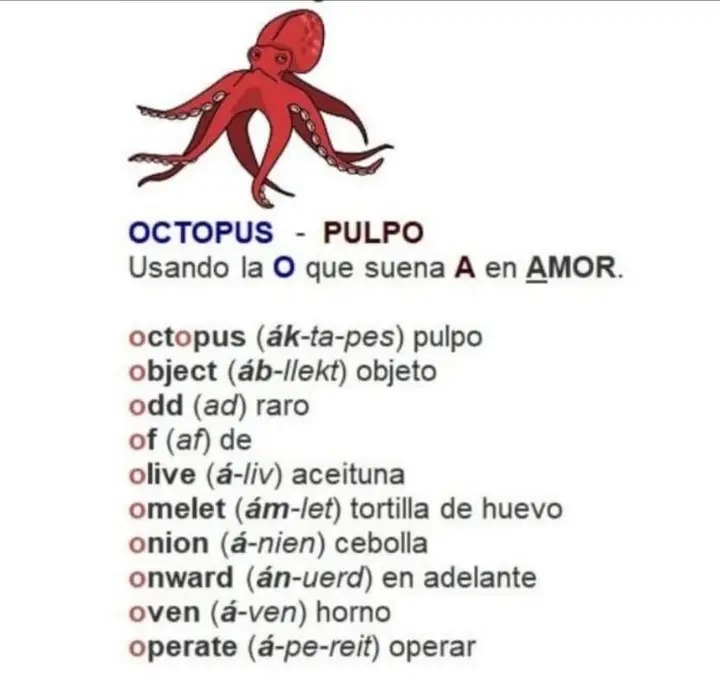 OCTOPUS - PULPO
Usando la O que suena A en AMOR.
octopus (ák-ta-pes) pulpo
object (áb-llekt) objeto
odd (ad) raro
of (af) de
olive (á-liv) aceituna
omelet (ám-let) tortilla de huevo
onion (á-nien) cebolla
onward (án-uerd) en adelante
oven (á-ven) horno
operate (á-pe-reit) operar